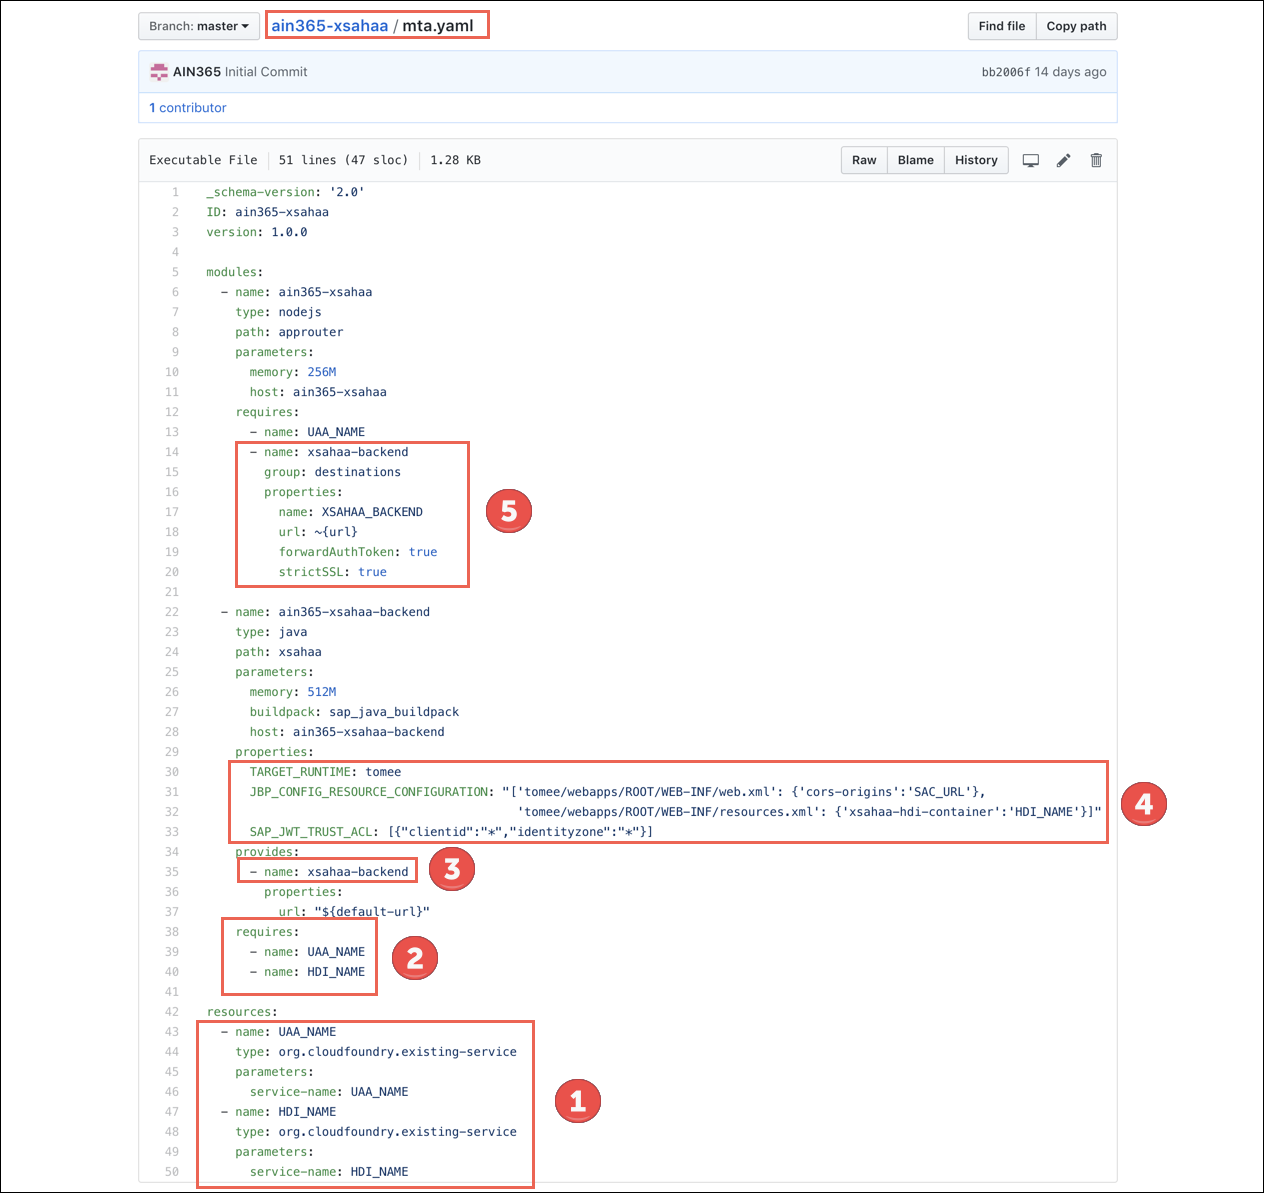 Branch: master
ain365-xsahaa / mta.yaml
Find file
Copy path
AIN365 Initial Commit
bb2006f 14 days ago
1 contributor
Executable File
51 lines (47 sloc)
1.28 KB
Raw
Blame
History
1 _schema-version: '2.0'
2 ID: ain365-xsahaa
3 version: 1.0.0
4
5 modules:
6 - name: ain365-xsahaa
7 type: nodejs
8 path: approuter
9 parameters:
10 memory: 256M
11 host: ain365-xsahaa
12 requires:
13 - name: UAA_NAME
14 - name: xsahaa-backend
15 group: destinations
16 properties:
17 name: XSAHAA_BACKEND
18 url: ~{url}
19 forwardAuthToken: true
20 strictSSL: true
5
21
22 - name: ain365-xsahaa-backend
23 type: java
24 path: xsahaa
25 parameters:
26 memory: 512M
27 buildpack: sap_java_buildpack
28 host: ain365-xsahaa-backend
29 properties:
30 TARGET_RUNTIME: tomee
31 JBP_CONFIG_RESOURCE_CONFIGURATION: "['tomee/webapps/ROOT/WEB-INF/web.xml': {'cors-origins':'SAC_URL'},
32 'tomee/webapps/ROOT/WEB-INF/resources.xml': {'xsahaa-hdi-container':'HDI_NAME'}]"
33 SAP_JWT_TRUST_ACL: [{"clientid":"*","identityzone":"*"}]
4
34 provides:
35 - name: xsahaa-backend
3
36 properties:
37 url: "${default-url}"
38 requires:
39 - name: UAA_NAME
40 - name: HDI_NAME
2
41
42 resources:
43 - name: UAA_NAME
44 type: org.cloudfoundry.existing-service
45 parameters:
46 service-name: UAA_NAME
47 - name: HDI_NAME
48 type: org.cloudfoundry.existing-service
49 parameters:
50 service-name: HDI_NAME
1